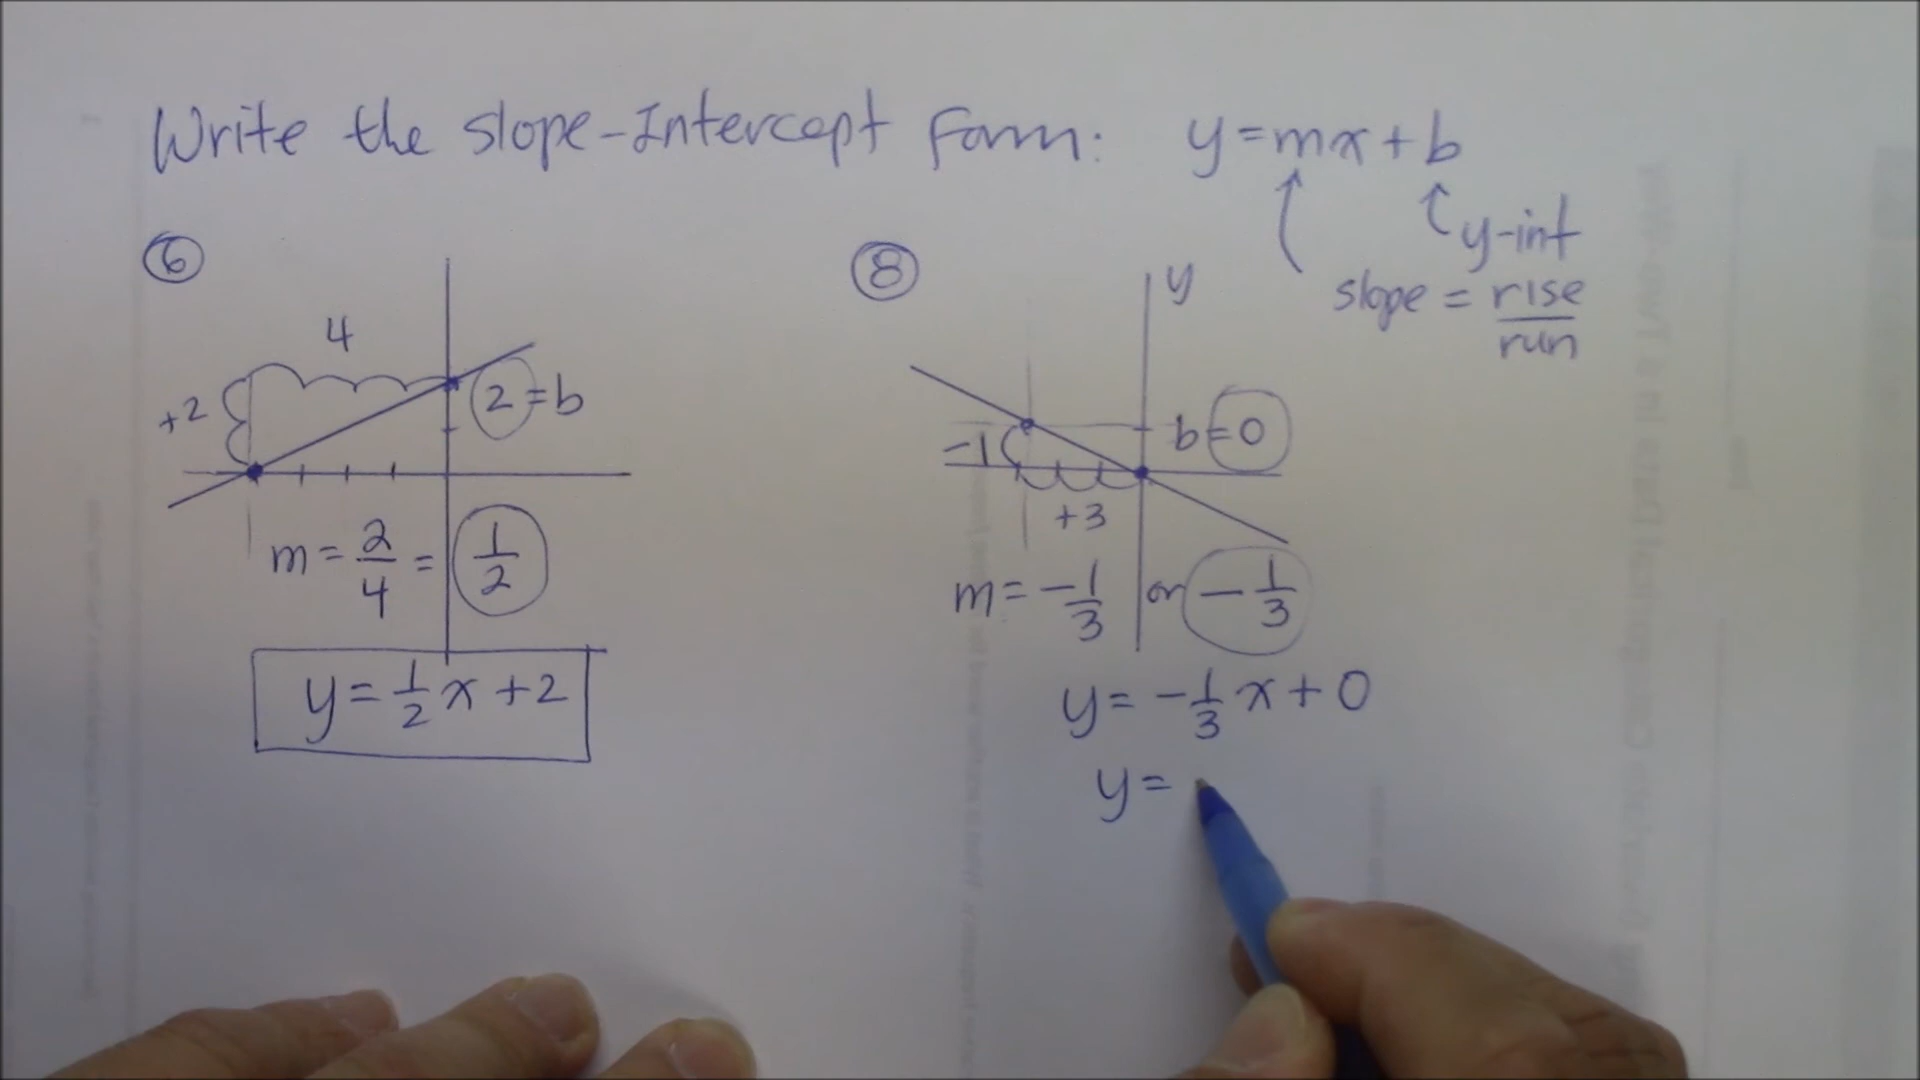 Write the slope-Intercept Form: y=mx+b
y-int
slope = rise/run
6
4
+2
2=b
m = 2/4 = 1/2
y = 1/2 x + 2
8
y
b=0
-1
+3
m = -1/3 or -1/3
y = -1/3 x + 0
y =